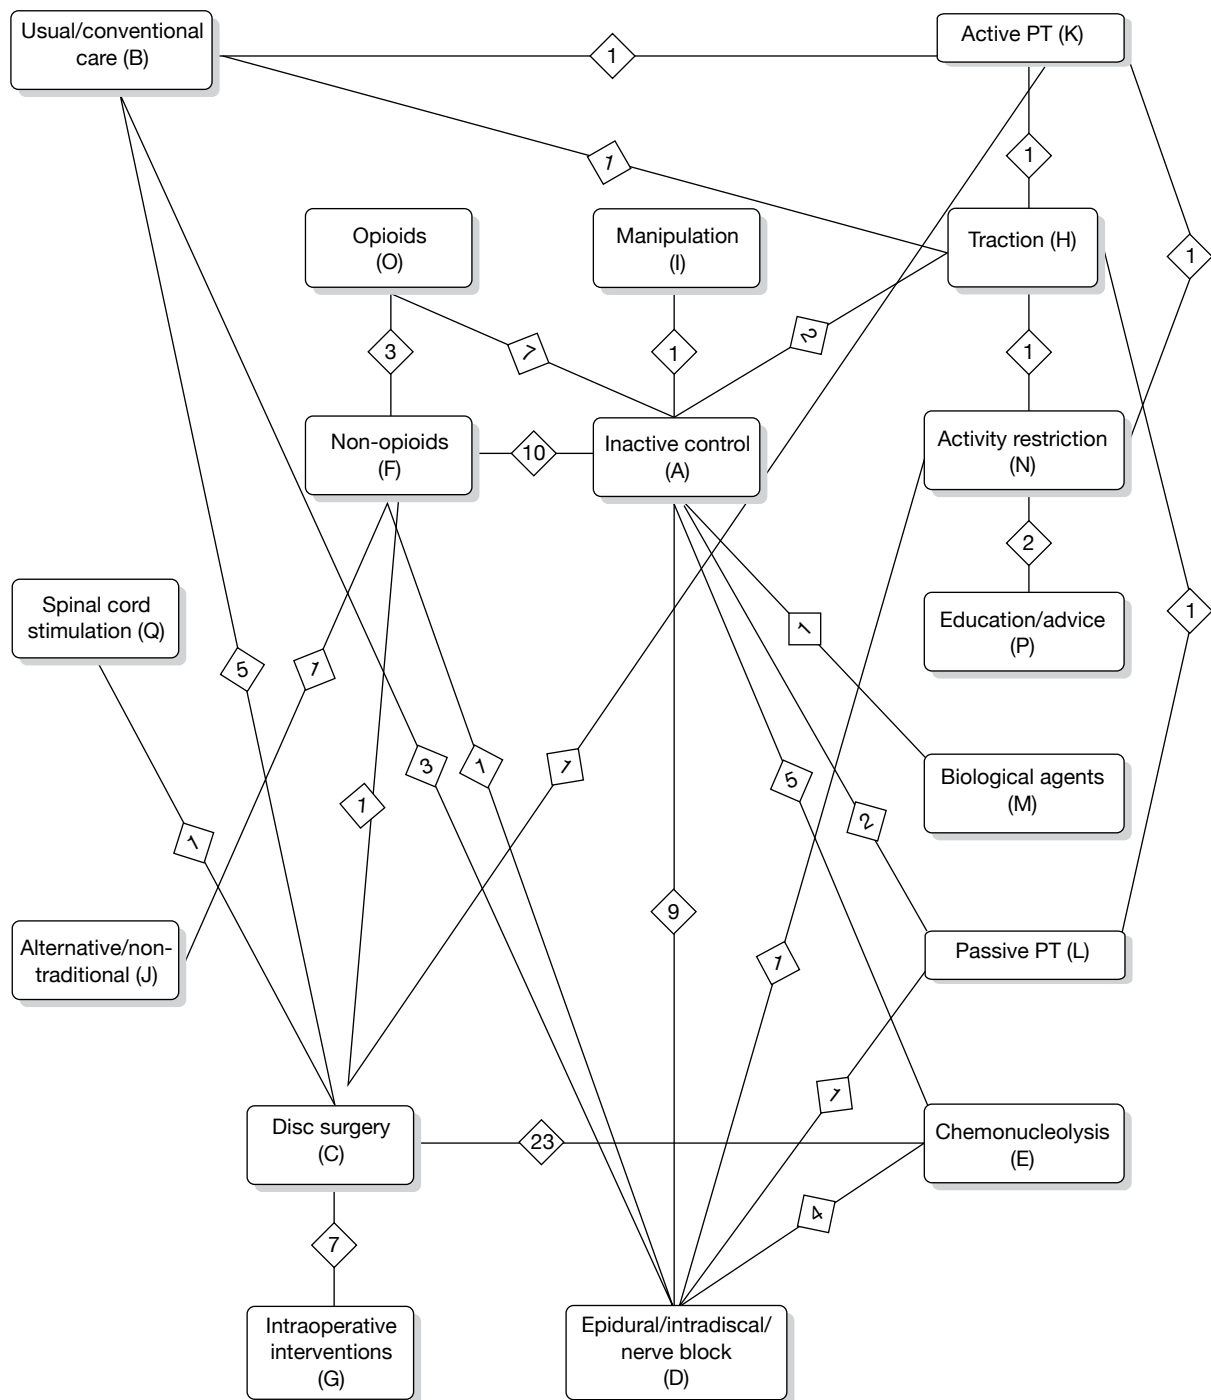 Usual/conventional
care (B)
1
Active PT (K)
1
1
Opioids
(O)
Manipulation
(I)
Traction (H)
1
3
1
1
2
1
Non-opioids
(F)
10
Inactive control
(A)
Activity restriction
(N)
2
Spinal cord
stimulation (Q)
Education/advice
(P)
1
1
5
1
3
1
1
5
Biological agents
(M)
1
1
2
9
Alternative/non-
traditional (J)
1
Passive PT (L)
1
Disc surgery
(C)
23
Chemonucleolysis
(E)
4
7
Intraoperative
interventions
(G)
Epidural/intradiscal/
nerve block
(D)